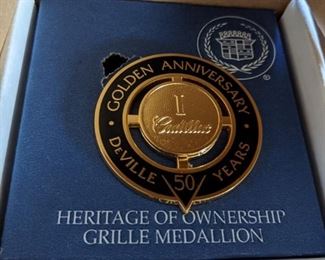 GOLDEN ANNIVERSARY
1
Cadillac
DEVILLE 50 YEARS
®
HERITAGE OF OWNERSHIP
GRILLE MEDALLION